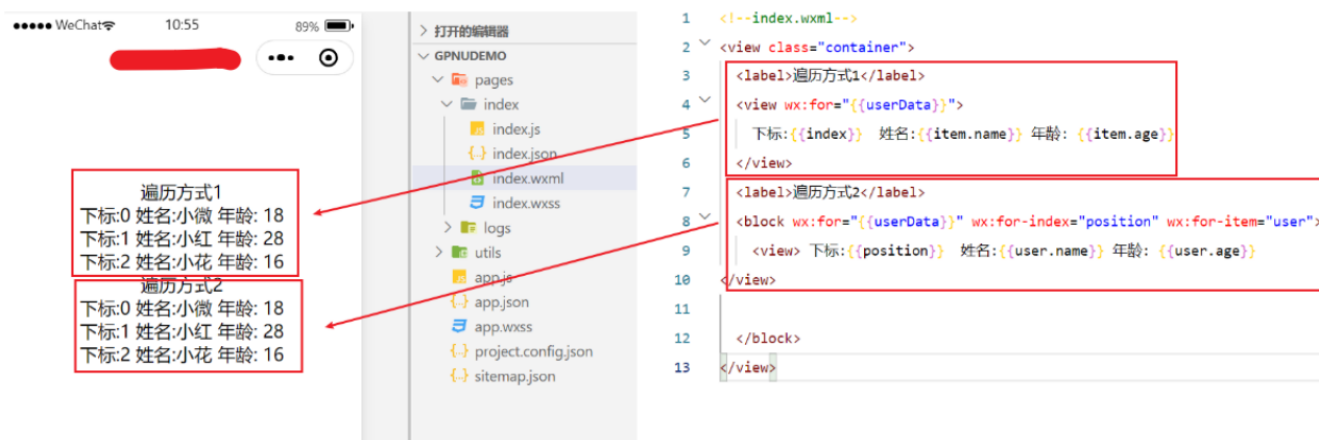 WeChat 10:55 89%
遍历方式1
下标:0 姓名:小微 年龄: 18
下标:1 姓名:小红 年龄: 28
下标:2 姓名:小花 年龄: 16
遍历方式2
下标:0 姓名:小微 年龄: 18
下标:1 姓名:小红 年龄: 28
下标:2 姓名:小花 年龄: 16
打开的编辑器
GPNUDEMO
pages
index
index.js
{..} index.json
index.wxml
index.wxss
logs
utils
app.js
{..} app.json
app.wxss
{..} project.config.json
{..} sitemap.json
1 <!--index.wxml-->
2 <view class="container">
3 <label>遍历方式1</label>
4 <view wx:for="{{userData}}">
5 下标:{{index}} 姓名:{{item.name}} 年龄: {{item.age}}
6 </view>
7 <label>遍历方式2</label>
8 <block wx:for="{{userData}}" wx:for-index="position" wx:for-item="user">
9 <view> 下标:{{position}} 姓名:{{user.name}} 年龄: {{user.age}}
10 </view>
11
12 </block>
13 </view>